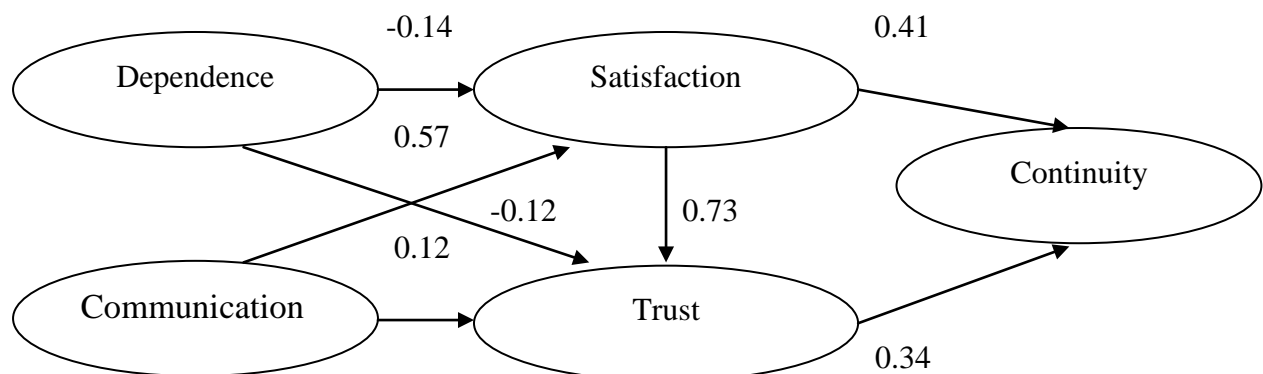 -0.14
0.41
Dependence
Satisfaction
0.57
Continuity
-0.12
0.73
0.12
Communication
Trust
0.34